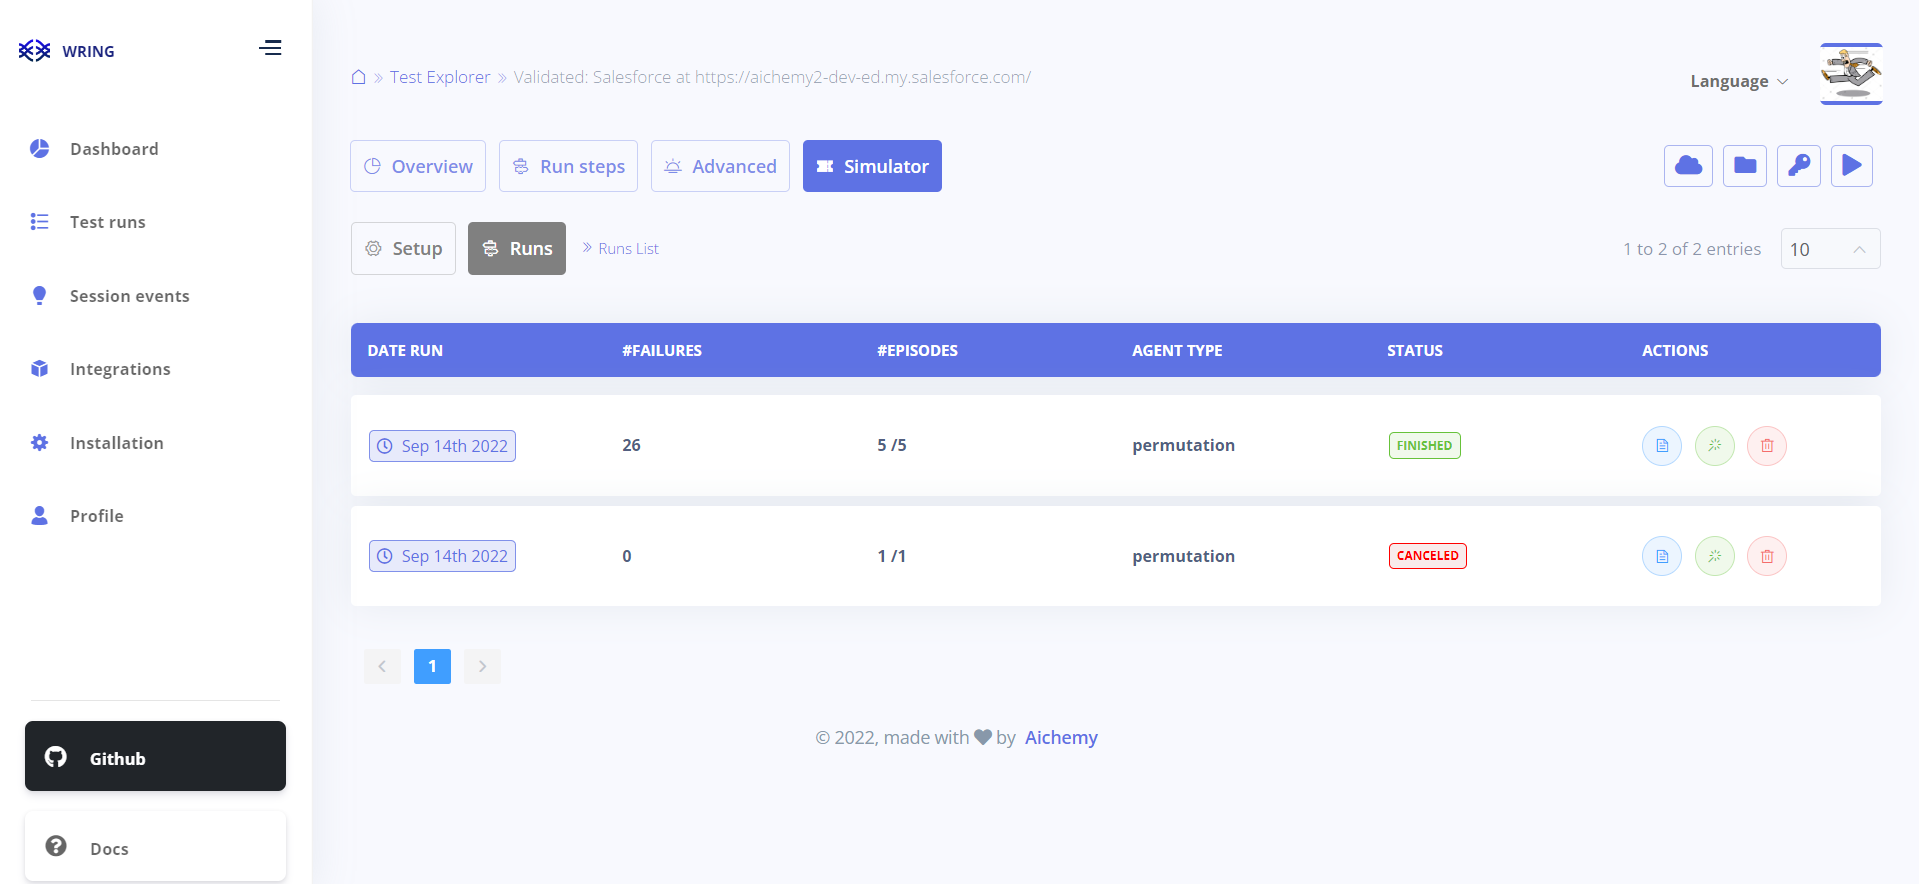 WRING
Dashboard
Test runs
Session events
Integrations
Installation
Profile
Github
Docs
Test Explorer » Validated: Salesforce at https://aichemy2-dev-ed.my.salesforce.com/
Language
Overview Run steps Advanced Simulator
Setup Runs » Runs List 1 to 2 of 2 entries 10
DATE RUN #FAILURES #EPISODES AGENT TYPE STATUS ACTIONS
Sep 14th 2022 26 5 /5 permutation FINISHED
Sep 14th 2022 0 1 /1 permutation CANCELED
1
© 2022, made with by Aichemy